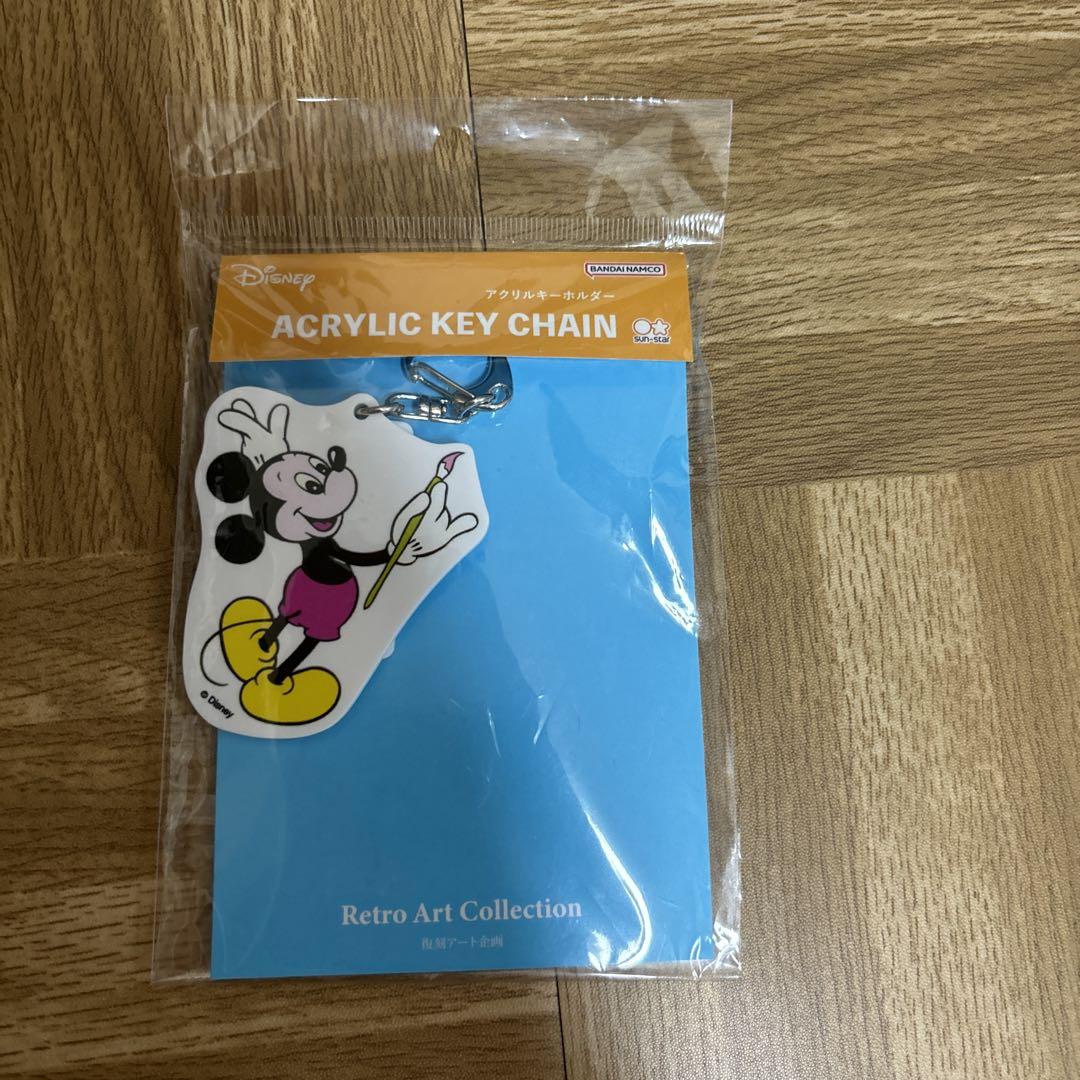 Disney
BANDAI NAMCO
アクリルキーホルダー
ACRYLIC KEY CHAIN
sun-star
© Disney
Retro Art Collection
復刻アート企画